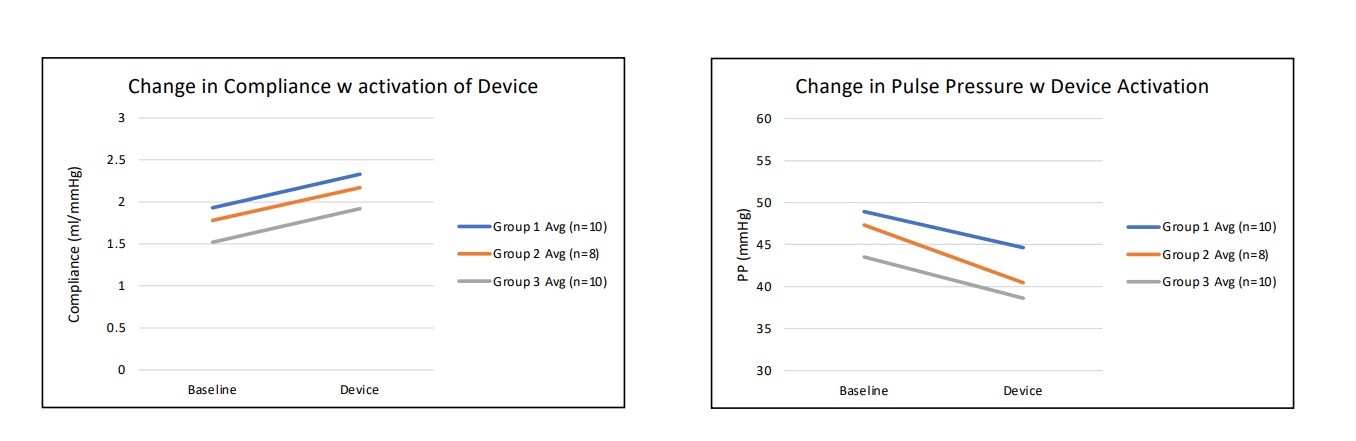 Change in Compliance w activation of Device
3
2.5
2
1.5
1
0.5
0
Compliance (ml/mmHg)
Baseline
Device
Group 1 Avg (n=10)
Group 2 Avg (n=8)
Group 3 Avg (n=10)
Change in Pulse Pressure w Device Activation
60
55
50
45
40
35
30
PP (mmHg)
Baseline
Device
Group 1 Avg (n=10)
Group 2 Avg (n=8)
Group 3 Avg (n=10)